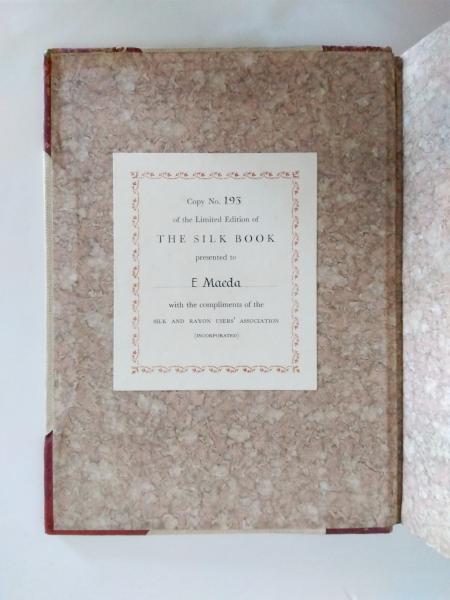 Copy No. 193
of the Limited Edition of
THE SILK BOOK
presented to
E Maeda
with the compliments of the
SILK AND RAYON USERS' ASSOCIATION
(INCORPORATED)